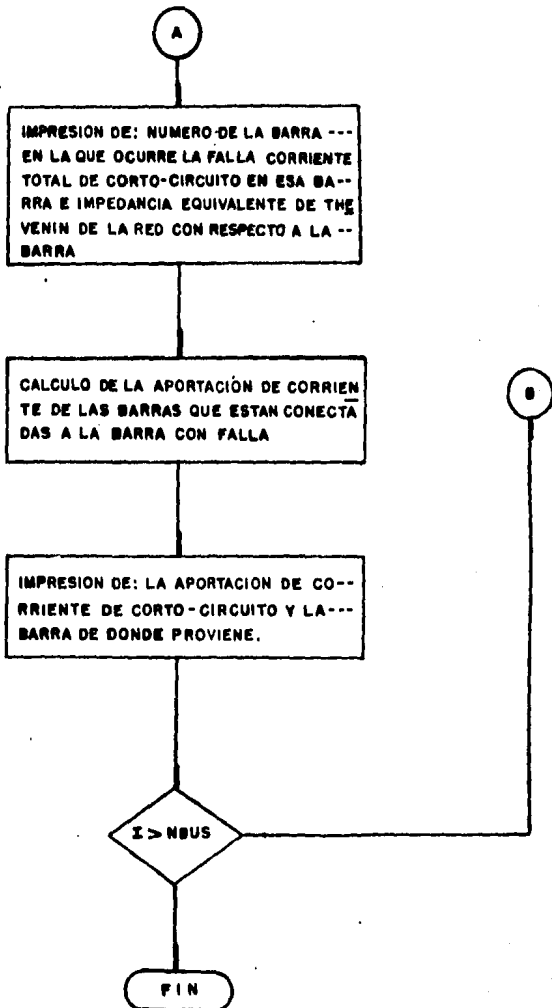 A
IMPRESION DE: NUMERO DE LA BARRA ---
EN LA QUE OCURRE LA FALLA CORRIENTE
TOTAL DE CORTO-CIRCUITO EN ESA BA--
RRA E IMPEDANCIA EQUIVALENTE DE THE
VENIN DE LA RED CON RESPECTO A LA --
BARRA
CALCULO DE LA APORTACIÓN DE CORRIEN
TE DE LAS BARRAS QUE ESTAN CONECTA
DAS A LA BARRA CON FALLA
B
IMPRESION DE: LA APORTACION DE CO--
RRIENTE DE CORTO-CIRCUITO Y LA---
BARRA DE DONDE PROVIENE.
I > NBUS
FIN